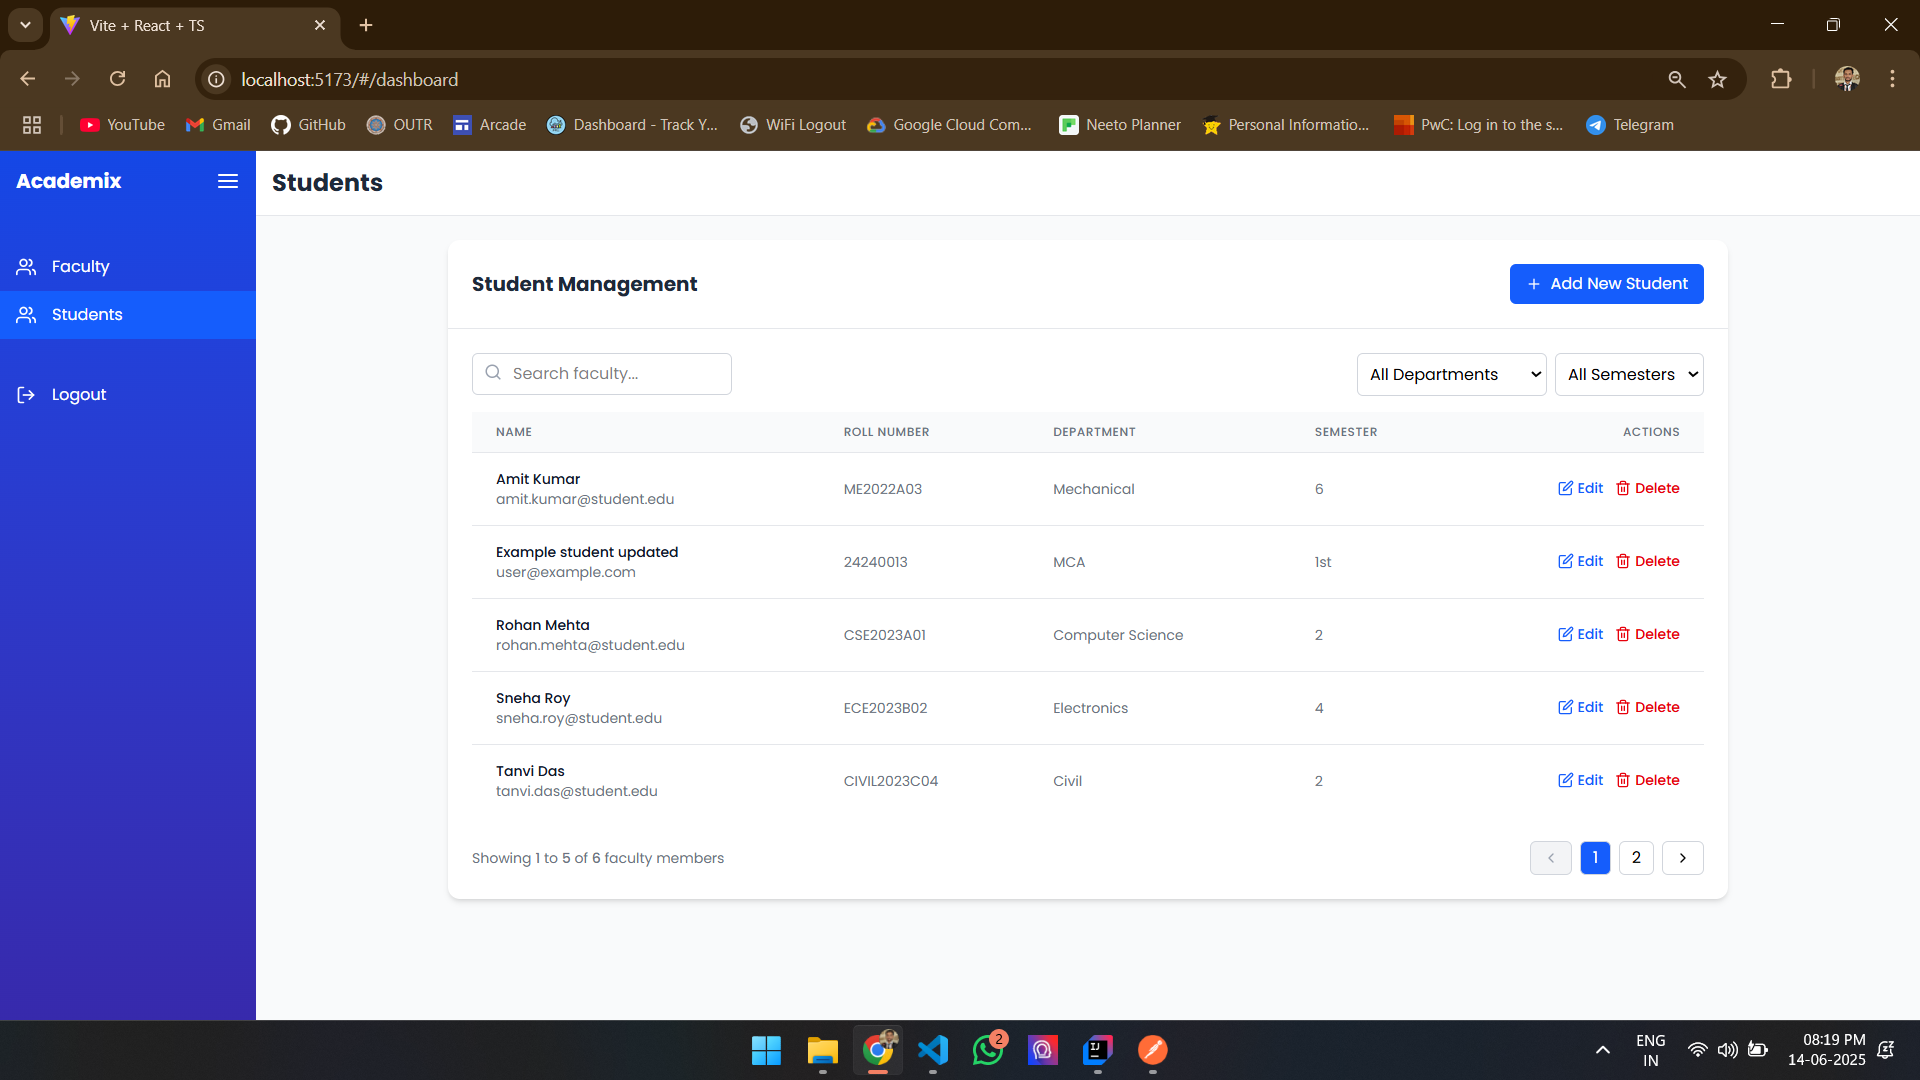 Vite + React + TS
localhost:5173/#/dashboard
YouTube Gmail GitHub OUTR Arcade Dashboard - Track Y... WiFi Logout Google Cloud Com... Neeto Planner Personal Informatio... PwC: Log in to the s... Telegram
Academix
Students
Faculty
Students
Logout
Student Management
+ Add New Student
Search faculty...
All Departments
All Semesters
NAME ROLL NUMBER DEPARTMENT SEMESTER ACTIONS
Amit Kumar
amit.kumar@student.edu
ME2022A03 Mechanical 6 Edit Delete
Example student updated
user@example.com
24240013 MCA 1st Edit Delete
Rohan Mehta
rohan.mehta@student.edu
CSE2023A01 Computer Science 2 Edit Delete
Sneha Roy
sneha.roy@student.edu
ECE2023B02 Electronics 4 Edit Delete
Tanvi Das
tanvi.das@student.edu
CIVIL2023C04 Civil 2 Edit Delete
Showing 1 to 5 of 6 faculty members
‹ 1 2 ›
2
IJ
ENG
IN
08:19 PM
14-06-2025